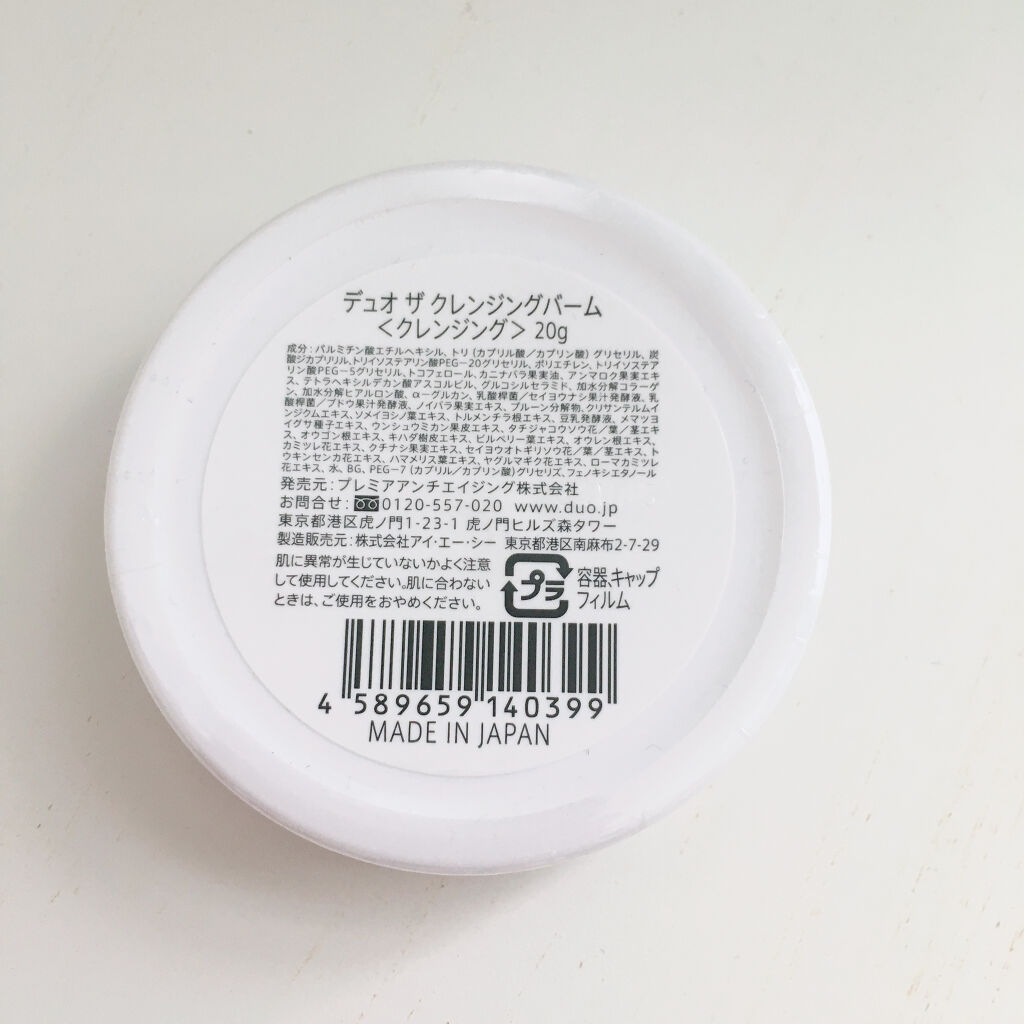 デュオ ザ クレンジングバーム
＜クレンジング＞ 20g
成分：パルミチン酸エチルヘキシル、トリ（カプリル酸／カプリン酸）グリセリル、炭
酸ジカプリリル、トリイソステアリン酸PEG－20グリセリル、ポリエチレン、トリイソステア
リン酸PEG－5グリセリル、トコフェロール、カニナバラ果実油、アンマロク果実エキ
ス、テトラヘキシルデカン酸アスコルビル、グルコシルセラミド、加水分解コラーゲ
ン、加水分解ヒアルロン酸、α－グルカン、乳酸桿菌／セイヨウナシ果汁発酵液、乳
酸桿菌／ブドウ果汁発酵液、ノイバラ果実エキス、プルーン分解物、クリサンテルムイ
ンジクムエキス、ソメイヨシノ葉エキス、トルメンチラ根エキス、豆乳発酵液、メマツヨ
イグサ種子エキス、ウンシュウミカン果皮エキス、タチジャコウソウ花／葉／茎エキ
ス、オウゴン根エキス、キハダ樹皮エキス、ビルベリー葉エキス、オウレン根エキス、
カミツレ花エキス、クチナシ果実エキス、セイヨウオトギリソウ花／葉／茎エキス、ト
ウキンセンカ花エキス、ハマメリス葉エキス、ヤグルマギク花エキス、ローマカミツレ
花エキス、水、BG、PEG－7（カプリル／カプリン酸）グリセリズ、フェノキシエタノール
発売元：プレミアアンチエイジング株式会社
お問合せ：0120-557-020 www.duo.jp
東京都港区虎ノ門1-23-1 虎ノ門ヒルズ森タワー
製造販売元：株式会社アイ・エー・シー 東京都港区南麻布2-7-29
肌に異常が生じていないかよく注意
して使用してください。肌に合わない
ときは、ご使用をおやめください。
プラ
容器、キャップ
フィルム
4 589659 140399
MADE IN JAPAN